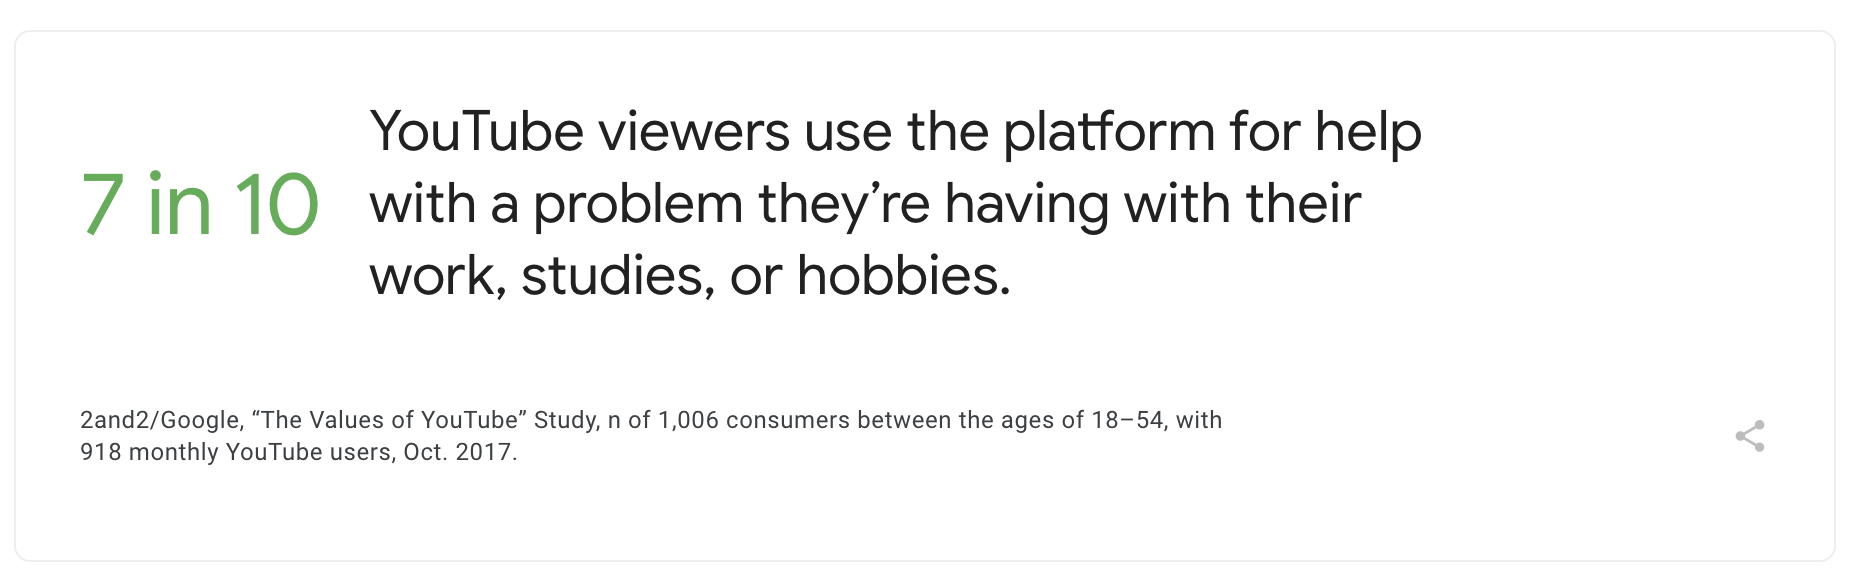 7 in 10
YouTube viewers use the platform for help
with a problem they’re having with their
work, studies, or hobbies.
2and2/Google, “The Values of YouTube” Study, n of 1,006 consumers between the ages of 18–54, with
918 monthly YouTube users, Oct. 2017.